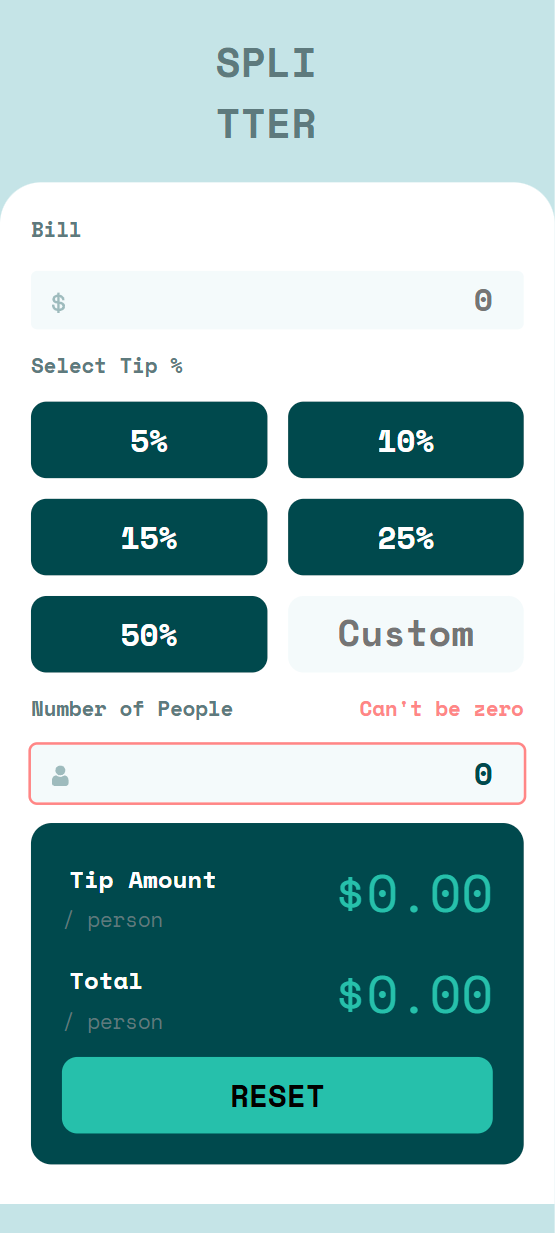 SPLI
TTER
Bill
$ 0
Select Tip %
5% 10%
15% 25%
50% Custom
Number of People Can't be zero
0
Tip Amount $0.00
/ person
Total $0.00
/ person
RESET